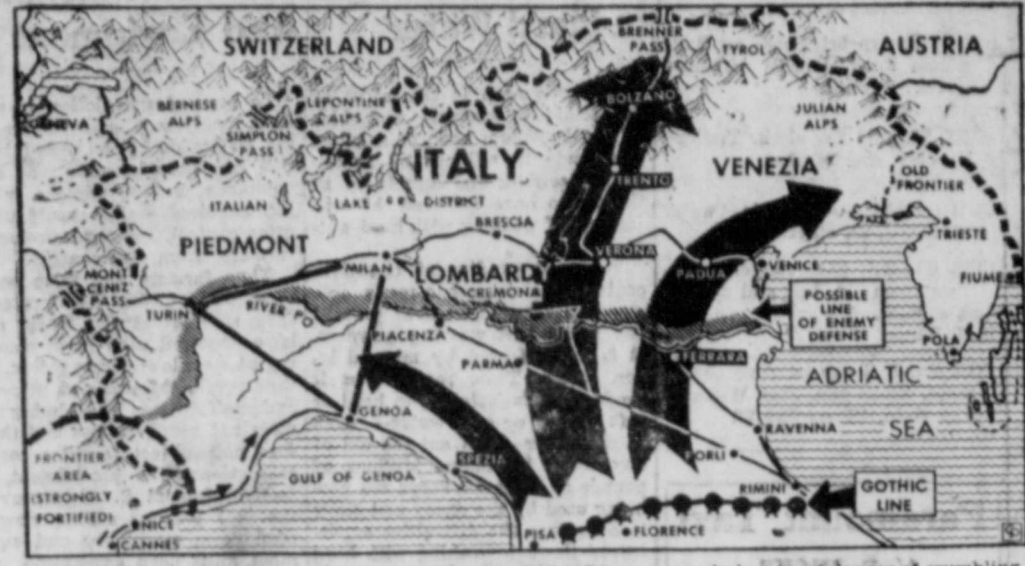 SWITZERLAND
BRENNER
PASS
TYROL
AUSTRIA
BERNESE
ALPS
LEPONTINE
ALPS
SIMPLON
PASS
BOLZANO
JULIAN
ALPS
ITALY
TRENTO
VENEZIA
OLD
FRONTIER
ITALIAN
LAKE
DISTRICT
BRESCIA
TRIESTE
PIEDMONT
MILAN
LOMBARD
VERONA
PADUA
VENICE
FIUME
MONT
CENIZ
PASS
TURIN
RIVER PO
CREMONA
PIACENZA
POSSIBLE
LINE
OF ENEMY
DEFENSE
POLA
PARMA
FERRARA
ADRIATIC
SEA
GENOA
RAVENNA
SPEZIA
FORLI
GULF OF GENOA
FRONTIER
AREA
(STRONGLY
FORTIFIED)
RIMINI
GOTHIC
LINE
NICE
CANNES
PISA
FLORENCE